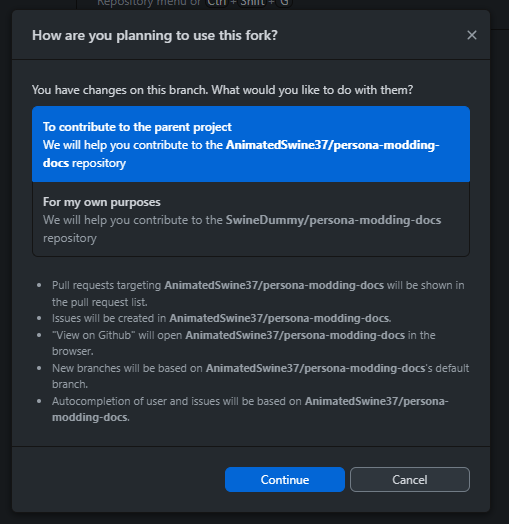 Repository menu or Ctrl + Shift + G
How are you planning to use this fork?
You have changes on this branch. What would you like to do with them?
To contribute to the parent project
We will help you contribute to the AnimatedSwine37/persona-modding-
docs repository
For my own purposes
We will help you contribute to the SwineDummy/persona-modding-docs
repository
• Pull requests targeting AnimatedSwine37/persona-modding-docs will be shown in
the pull request list.
• Issues will be created in AnimatedSwine37/persona-modding-docs.
• "View on Github" will open AnimatedSwine37/persona-modding-docs in the
browser.
• New branches will be based on AnimatedSwine37/persona-modding-docs's default
branch.
• Autocompletion of user and issues will be based on AnimatedSwine37/persona-
modding-docs.
Continue
Cancel